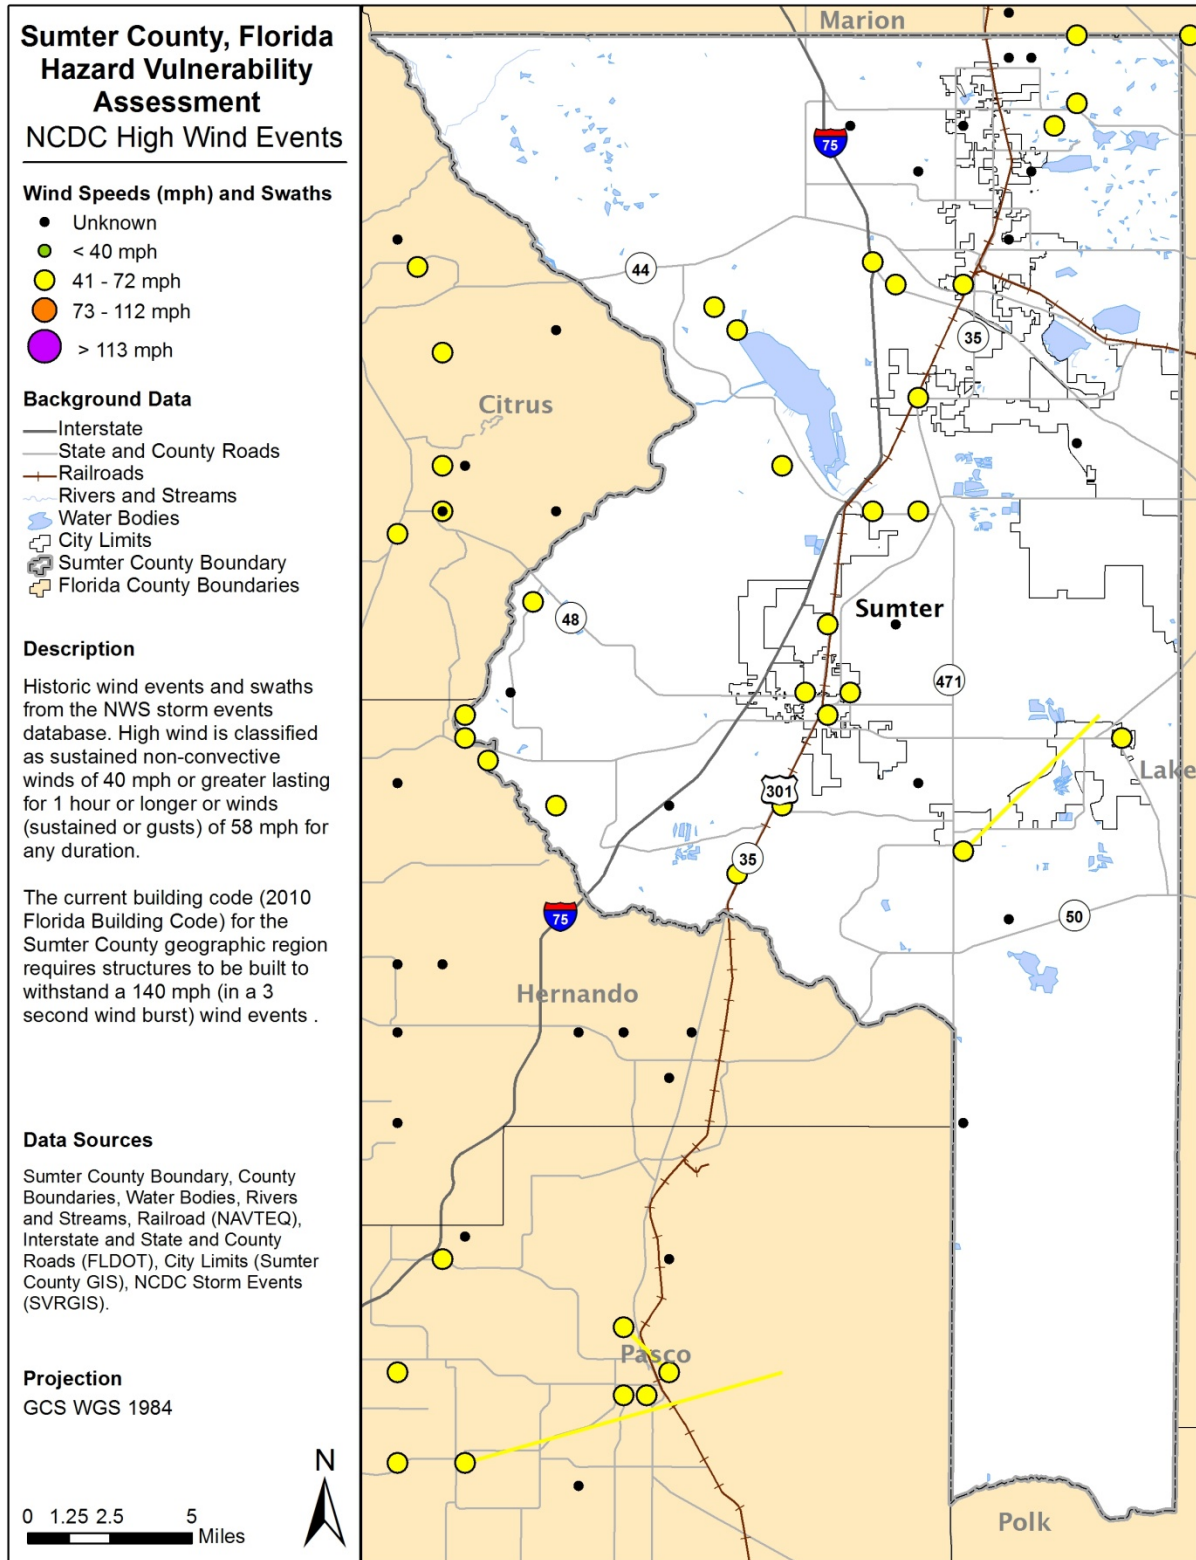 Sumter County, Florida
Hazard Vulnerability
Assessment
NCDC High Wind Events
Wind Speeds (mph) and Swaths
Unknown
< 40 mph
41 - 72 mph
73 - 112 mph
> 113 mph
Background Data
Interstate
State and County Roads
Railroads
Rivers and Streams
Water Bodies
City Limits
Sumter County Boundary
Florida County Boundaries
Description
Historic wind events and swaths
from the NWS storm events
database. High wind is classified
as sustained non-convective
winds of 40 mph or greater lasting
for 1 hour or longer or winds
(sustained or gusts) of 58 mph for
any duration.
The current building code (2010
Florida Building Code) for the
Sumter County geographic region
requires structures to be built to
withstand a 140 mph (in a 3
second wind burst) wind events .
Data Sources
Sumter County Boundary, County
Boundaries, Water Bodies, Rivers
and Streams, Railroad (NAVTEQ),
Interstate and State and County
Roads (FLDOT), City Limits (Sumter
County GIS), NCDC Storm Events
(SVRGIS).
Projection
GCS WGS 1984
N
0 1.25 2.5 5
Miles
Marion
75
44
35
Citrus
48
Sumter
471
Lake
301
35
75
50
Hernando
Pasco
Polk